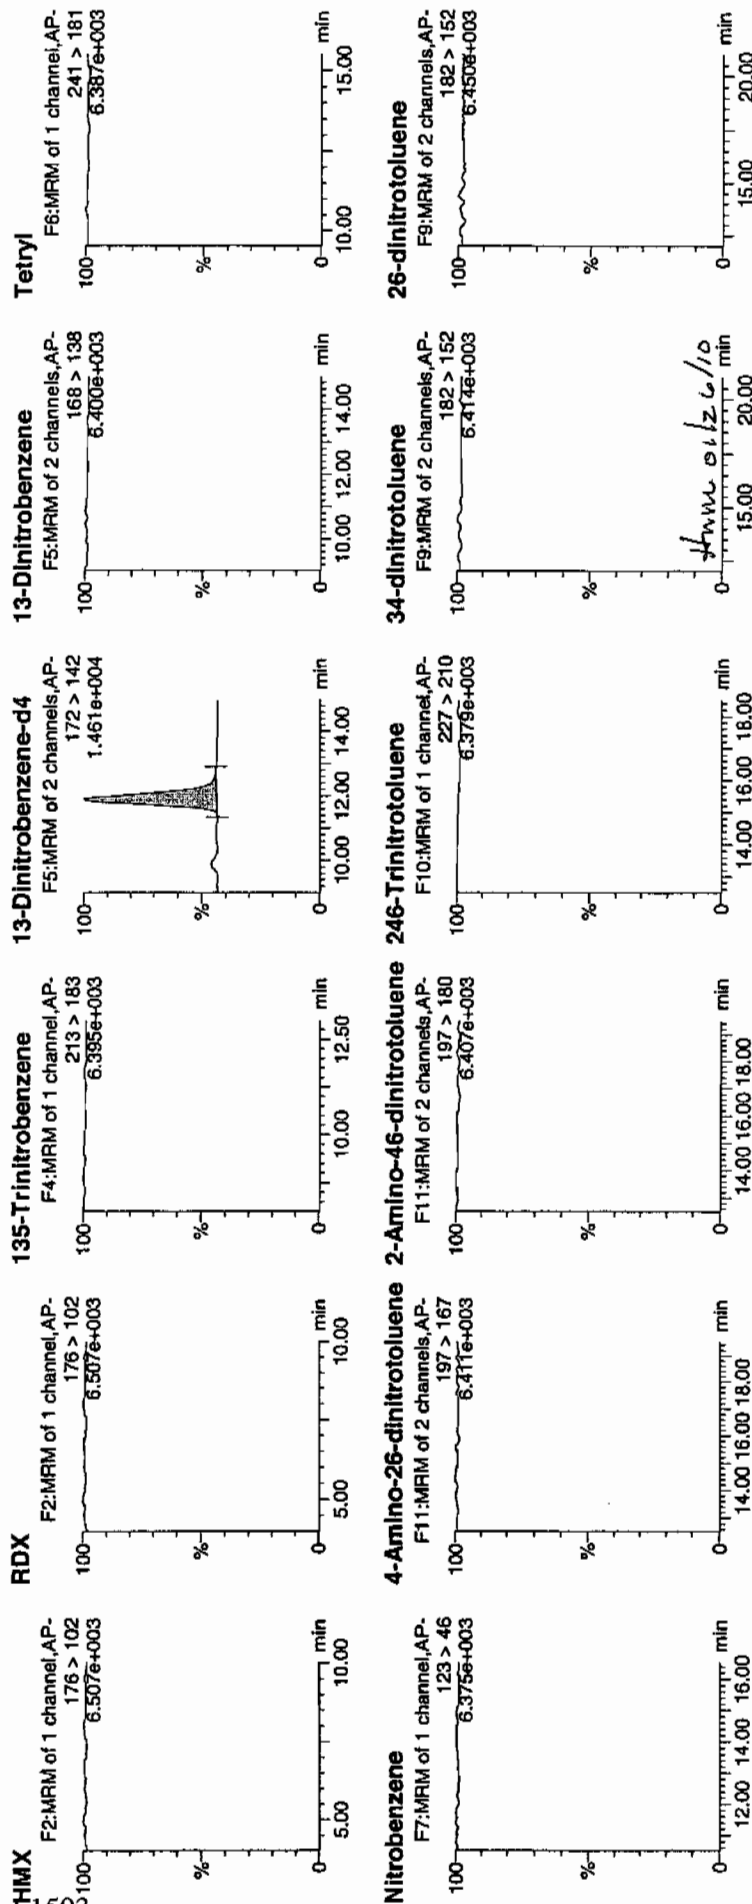 HMX
F2:MRM of 1 channel,AP-
176 > 102
6.507e+003
100
%
0
5.00 10.00 min
RDX
F2:MRM of 1 channel,AP-
176 > 102
6.507e+003
100
%
0
5.00 10.00 min
135-Trinitrobenzene
F4:MRM of 1 channel,AP-
213 > 183
6.395e+003
100
%
0
10.00 12.50 min
13-Dinitrobenzene-d4
F5:MRM of 2 channels,AP-
172 > 142
1.461e+004
100
%
0
10.00 12.00 14.00 min
13-Dinitrobenzene
F5:MRM of 2 channels,AP-
168 > 138
6.400e+003
100
%
0
10.00 12.00 14.00 min
Tetryl
F6:MRM of 1 channel,AP-
241 > 181
6.387e+003
100
%
0
10.00 15.00 min
Nitrobenzene
F7:MRM of 1 channel,AP-
123 > 46
6.375e+003
100
%
0
12.00 14.00 16.00 min
4-Amino-26-dinitrotoluene
F11:MRM of 2 channels,AP-
197 > 167
6.411e+003
100
%
0
14.00 16.00 18.00 min
2-Amino-46-dinitrotoluene
F11:MRM of 2 channels,AP-
197 > 180
6.407e+003
100
%
0
14.00 16.00 18.00 min
246-Trinitrotoluene
F10:MRM of 1 channel,AP-
227 > 210
6.379e+003
100
%
0
14.00 16.00 18.00 min
34-dinitrotoluene
F9:MRM of 2 channels,AP-
182 > 152
6.414e+003
100
%
0
15.00 20.00 min
01/26/10
26-dinitrotoluene
F9:MRM of 2 channels,AP-
182 > 152
6.450e+003
100
%
0
15.00 20.00 min